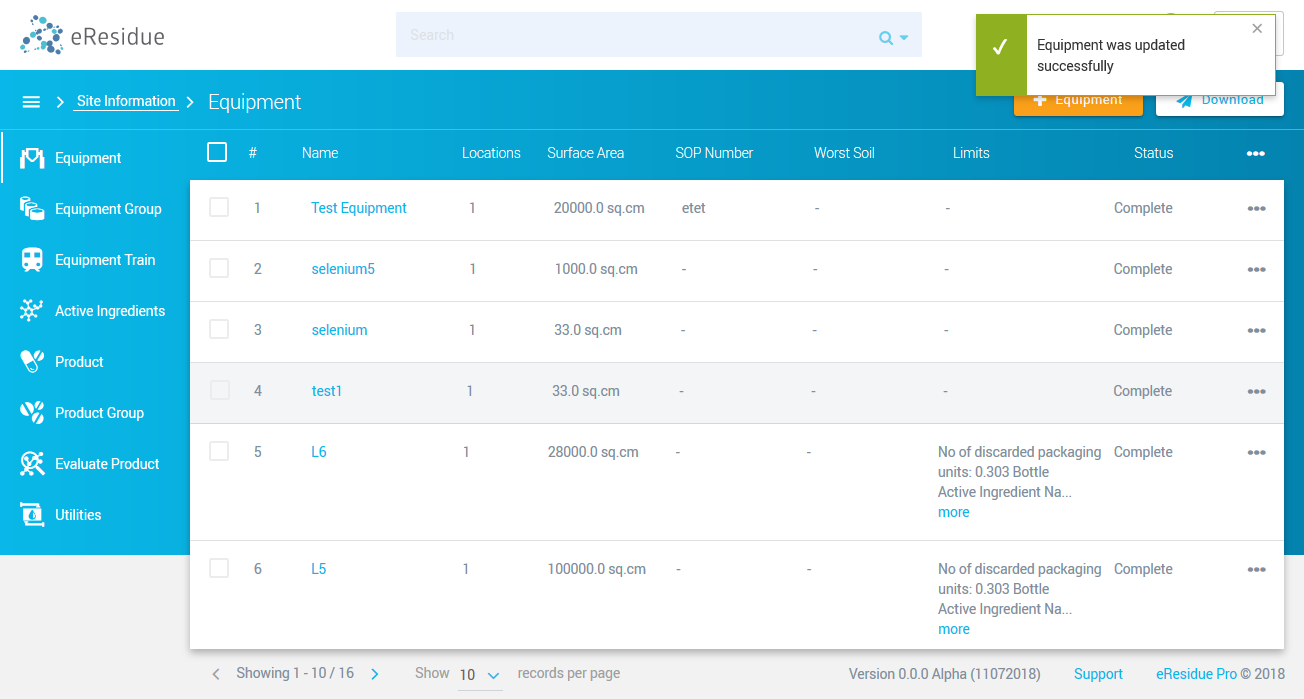 eResidue
Search
Equipment was updated
successfully
Site Information
Equipment
Equipment
Download
# Name Locations Surface Area SOP Number Worst Soil Limits Status
Equipment
Equipment Group
Equipment Train
Active Ingredients
Product
Product Group
Evaluate Product
Utilities
1 Test Equipment 1 20000.0 sq.cm etet - - Complete
2 selenium5 1 1000.0 sq.cm - - - Complete
3 selenium 1 33.0 sq.cm - - - Complete
4 test1 1 33.0 sq.cm - - - Complete
5 L6 1 28000.0 sq.cm - - No of discarded packaging Complete
units: 0.303 Bottle
Active Ingredient Na...
more
6 L5 1 100000.0 sq.cm - - No of discarded packaging Complete
units: 0.303 Bottle
Active Ingredient Na...
more
Showing 1 - 10 / 16 Show 10 records per page
Version 0.0.0 Alpha (11072018) Support eResidue Pro © 2018